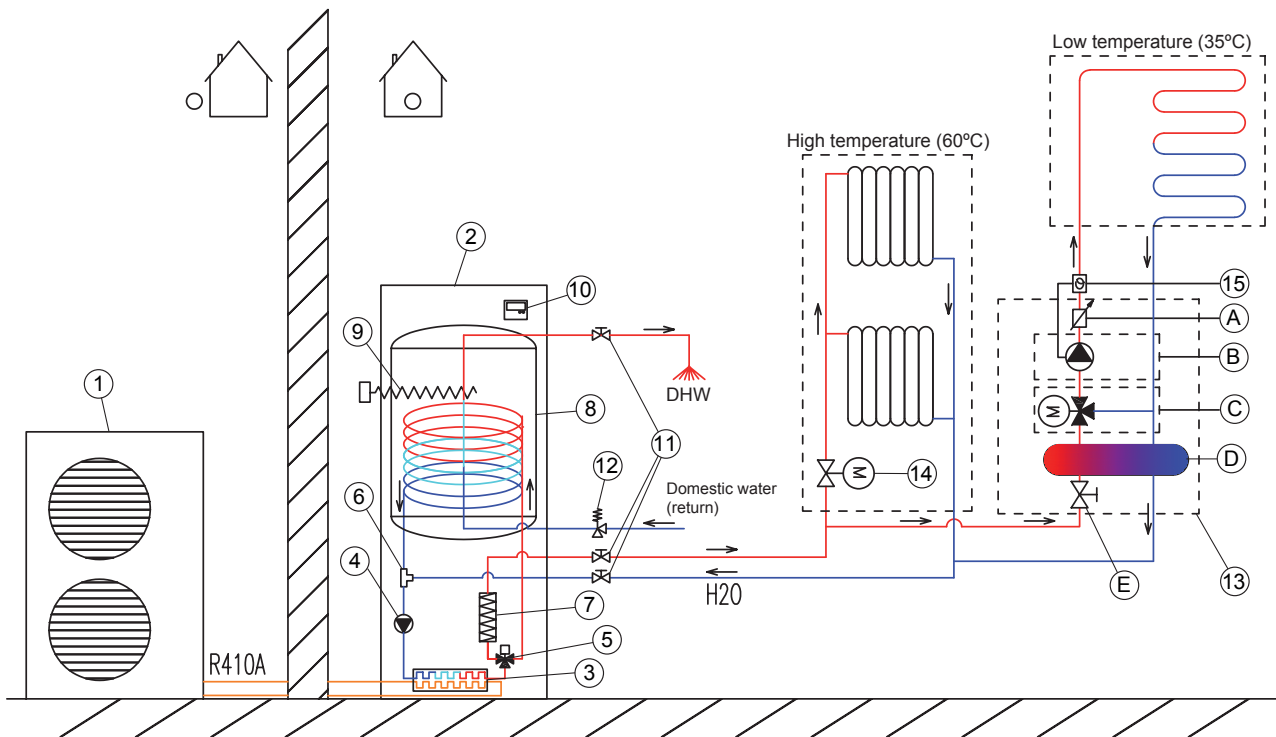 Low temperature (35ºC)
High temperature (60ºC)
2
15
10
A
9
B
1
8
DHW
C
M
11
12
D
6
M
14
Domestic water
(return)
4
H20
E
13
7
5
R410A
3